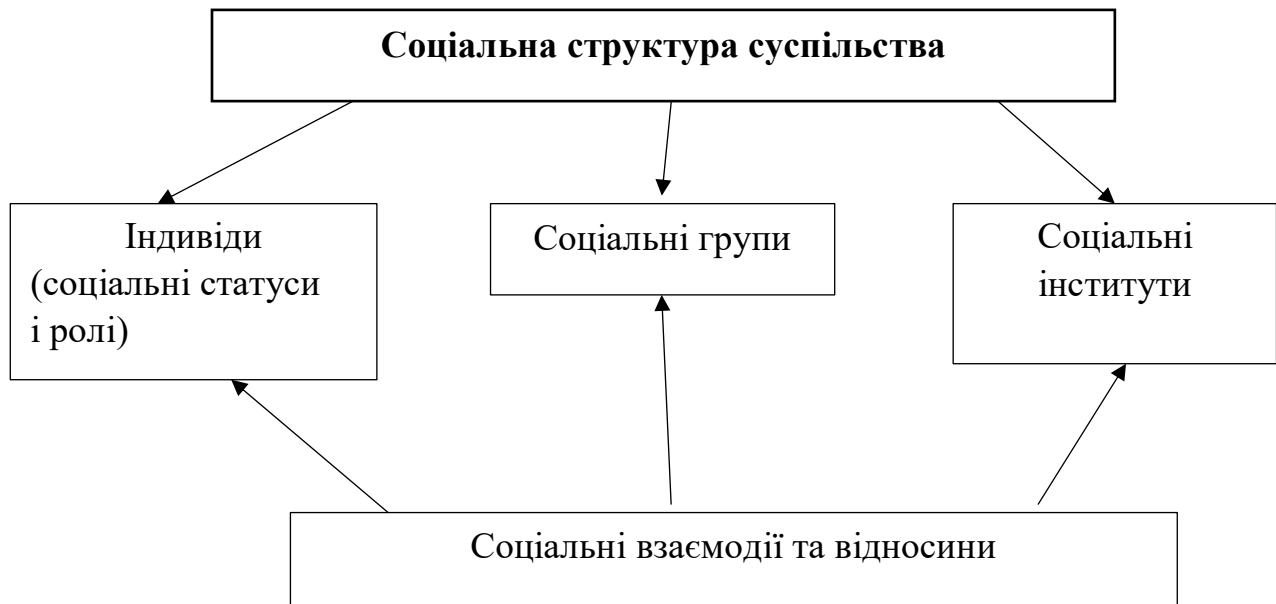 Соціальна структура суспільства
Індивіди
(соціальні статуси
і ролі)
Соціальні групи
Соціальні
інститути
Соціальні взаємодії та відносини